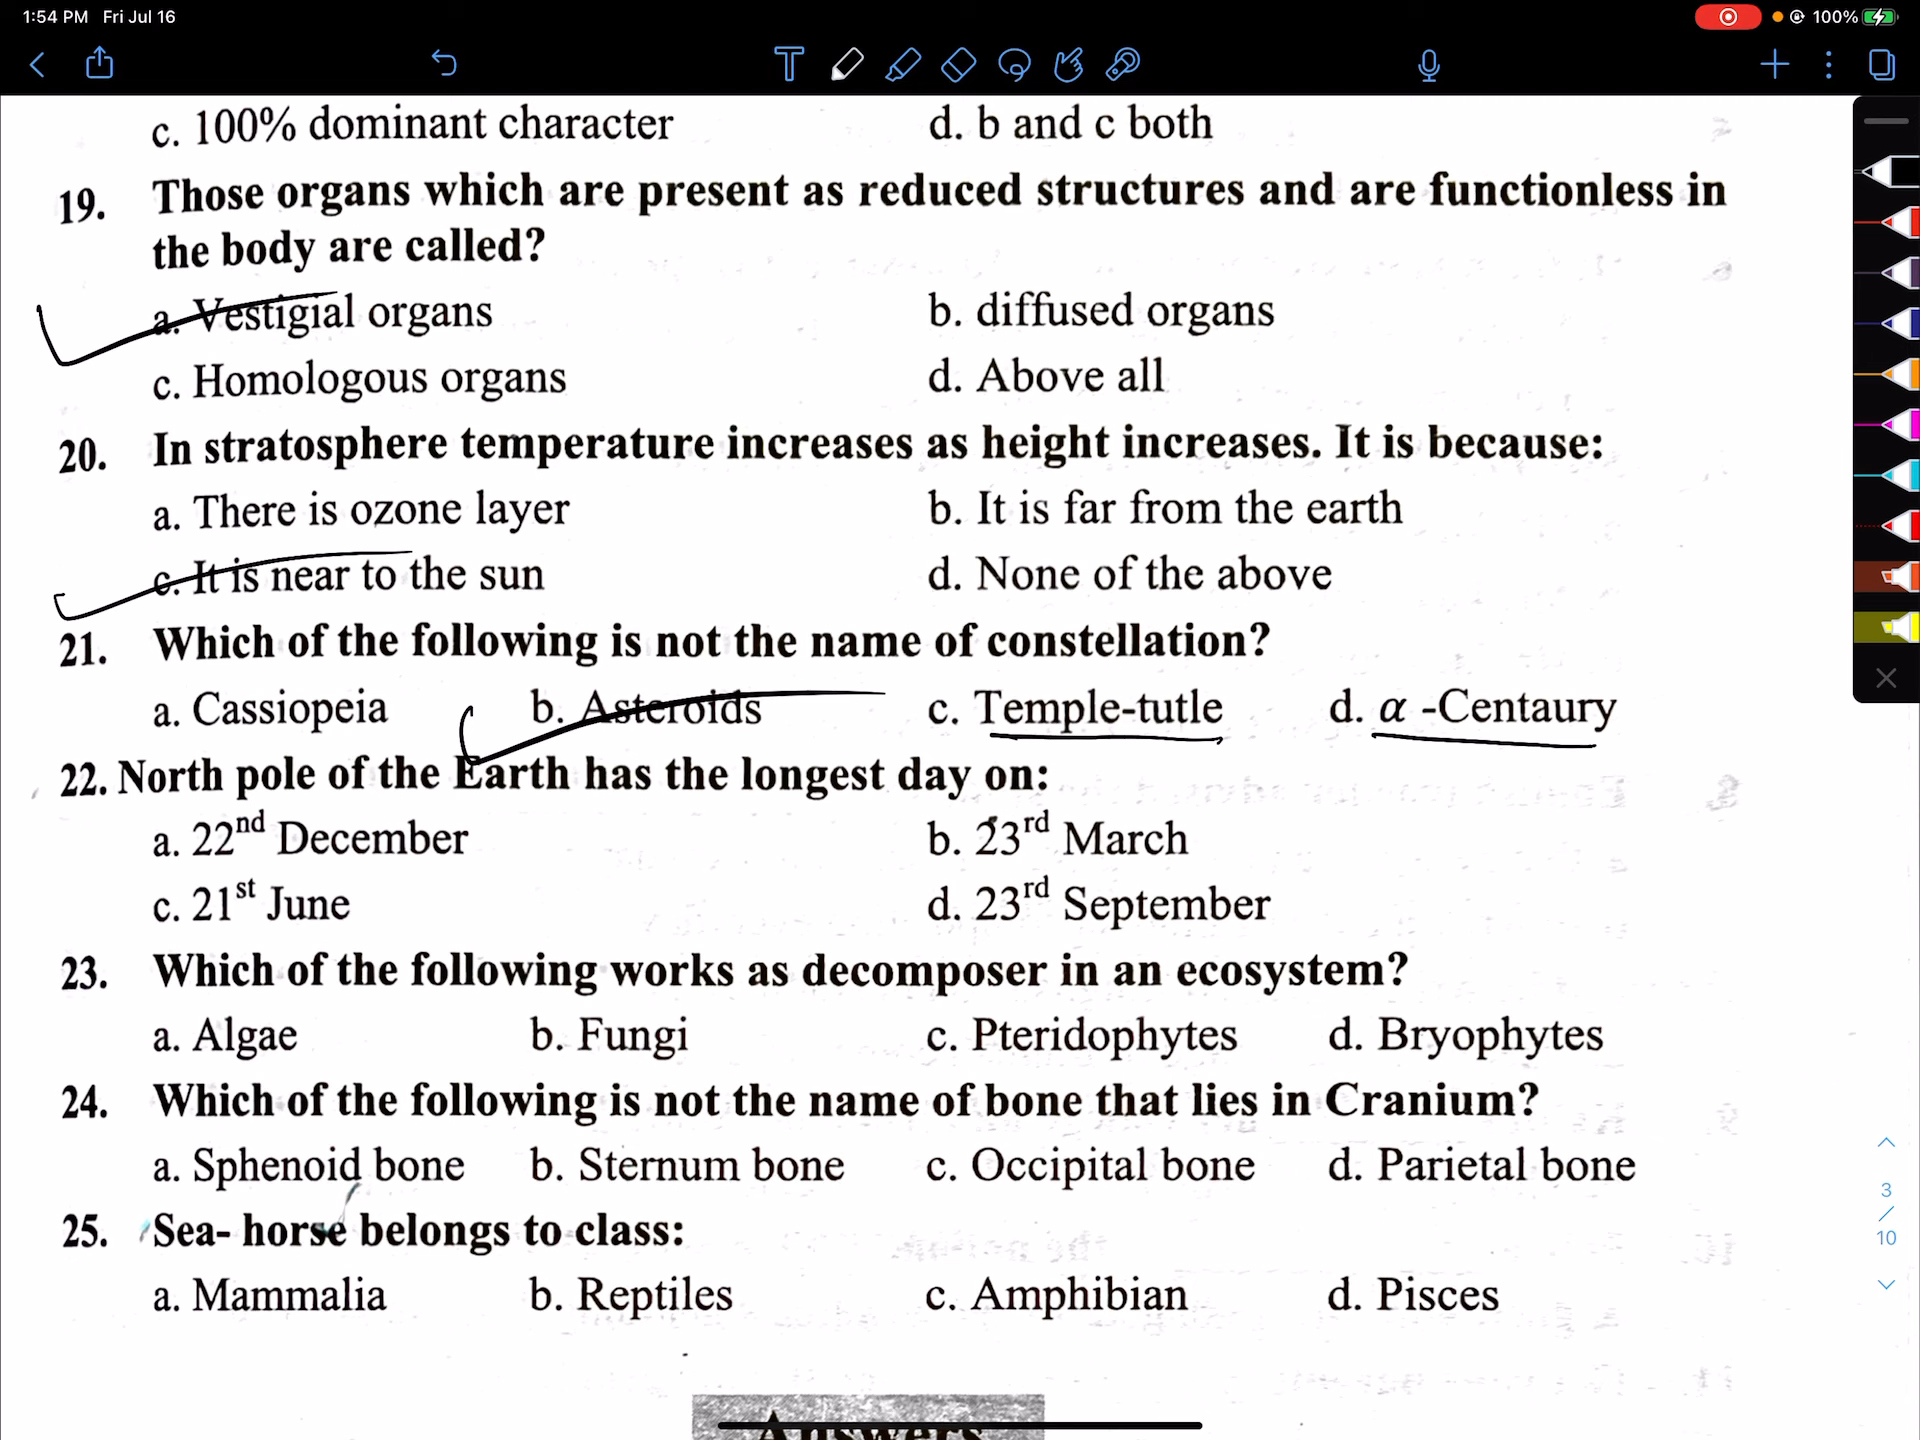 1:54 PM Fri Jul 16
100%
c. 100% dominant character d. b and c both
19. Those organs which are present as reduced structures and are functionless in
the body are called?
a. Vestigial organs b. diffused organs
c. Homologous organs d. Above all
20. In stratosphere temperature increases as height increases. It is because:
a. There is ozone layer b. It is far from the earth
c. It is near to the sun d. None of the above
21. Which of the following is not the name of constellation?
a. Cassiopeia b. Asteroids c. Temple-tutle d. α -Centaury
22. North pole of the Earth has the longest day on:
a. 22nd December b. 23rd March
c. 21st June d. 23rd September
23. Which of the following works as decomposer in an ecosystem?
a. Algae b. Fungi c. Pteridophytes d. Bryophytes
24. Which of the following is not the name of bone that lies in Cranium?
a. Sphenoid bone b. Sternum bone c. Occipital bone d. Parietal bone
3
/
10
25. Sea- horse belongs to class:
a. Mammalia b. Reptiles c. Amphibian d. Pisces
Answers